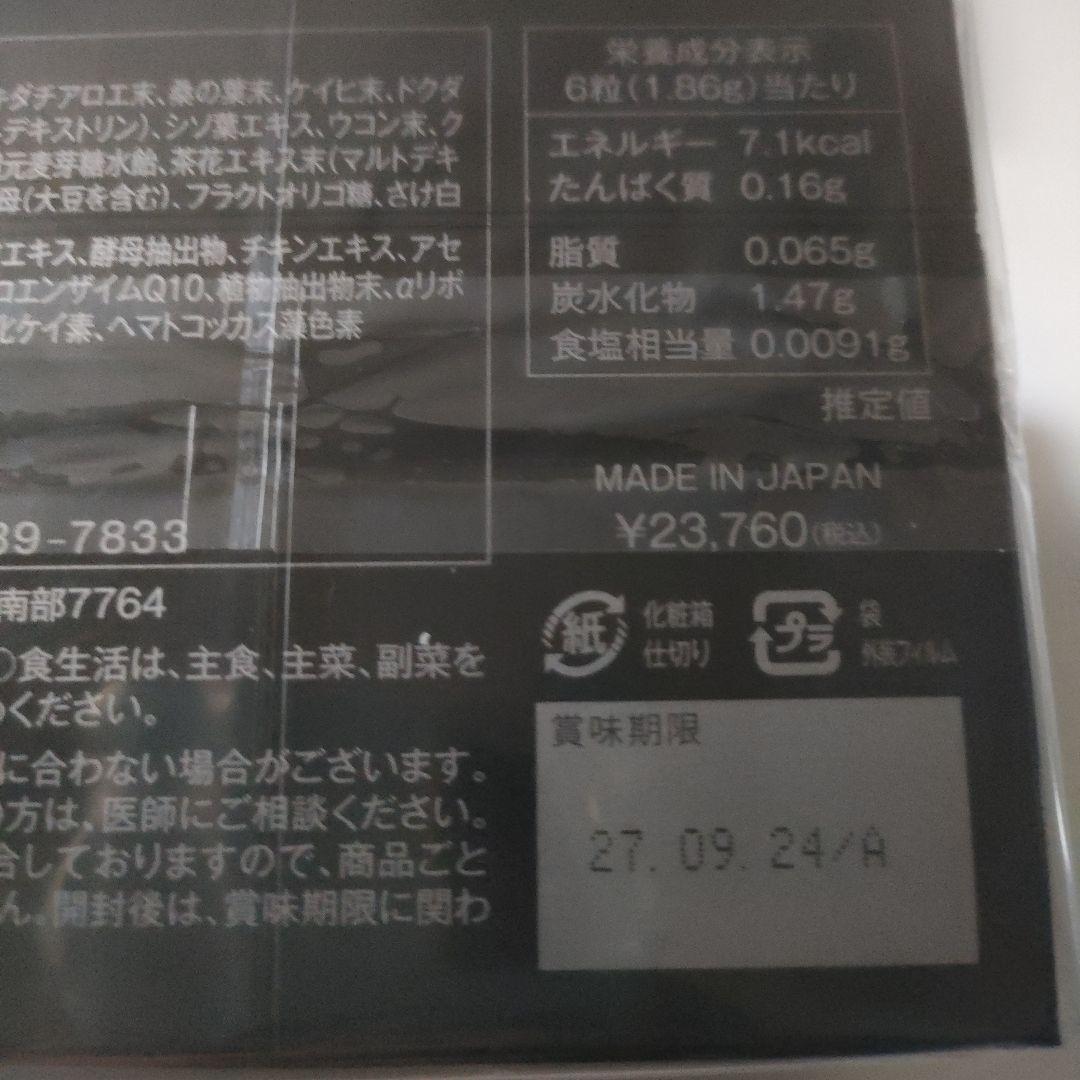 キダチアロエ末、桑の葉末、ケイヒ末、ドクダ
デキストリン)、シソ葉エキス、ウコン末、ク
元麦芽糖水飴、茶花エキス末(マルトデキ
母(大豆を含む)、フラクトオリゴ糖、さけ白
エキス、酵母抽出物、チキンエキス、アセ
コエンザイムQ10、植物抽出物末、αリポ
化ケイ素、ヘマトコッカス藻色素
39-7833
南部7764
食生活は、主食、主菜、副菜を
ください。
に合わない場合がございます。
方は、医師にご相談ください。
合しておりますので、商品ごと
ん。開封後は、賞味期限に関わ
栄養成分表示
6粒(1.86g)当たり
エネルギー 7.1kcal
たんぱく質 0.16g
脂質 0.065g
炭水化物 1.47g
食塩相当量 0.0091g
推定値
MADE IN JAPAN
¥23,760(税込)
紙 化粧箱
仕切り
プラ 袋
外装フィルム
賞味期限
27.09.24/A